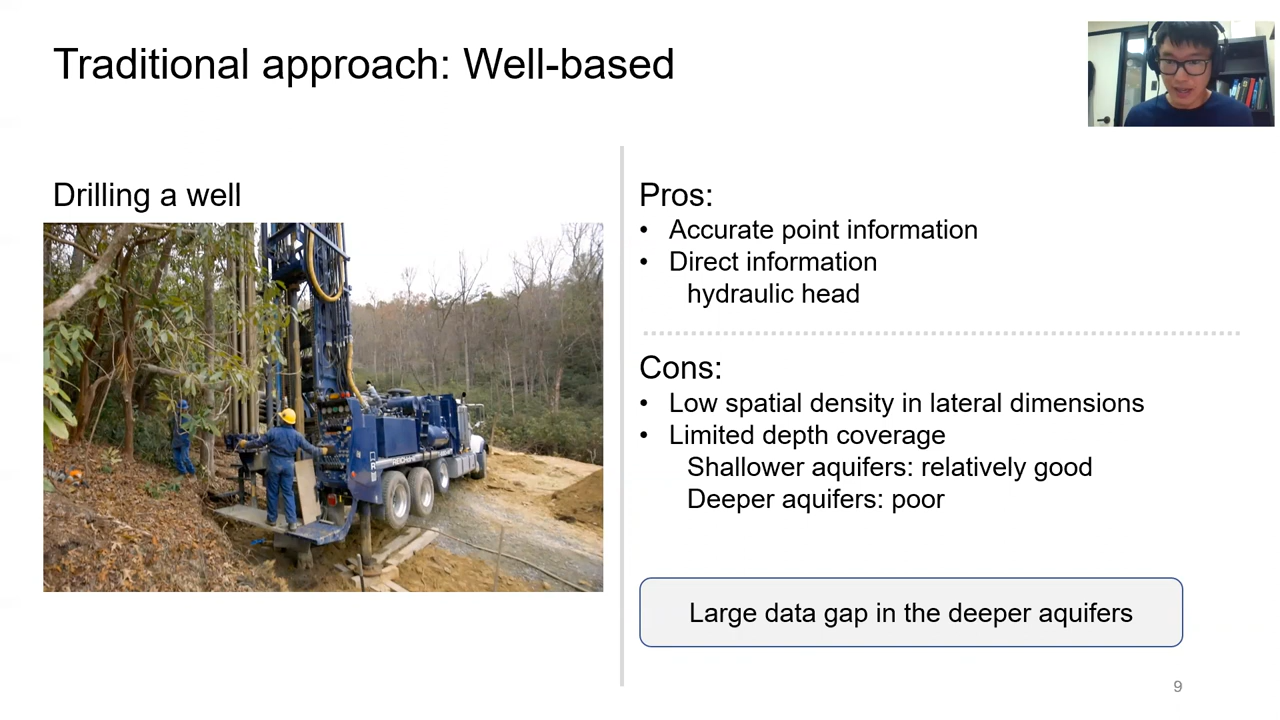 Traditional approach: Well-based
Drilling a well
Pros:
• Accurate point information
• Direct information
hydraulic head
Cons:
• Low spatial density in lateral dimensions
• Limited depth coverage
Shallower aquifers: relatively good
Deeper aquifers: poor
Large data gap in the deeper aquifers
9